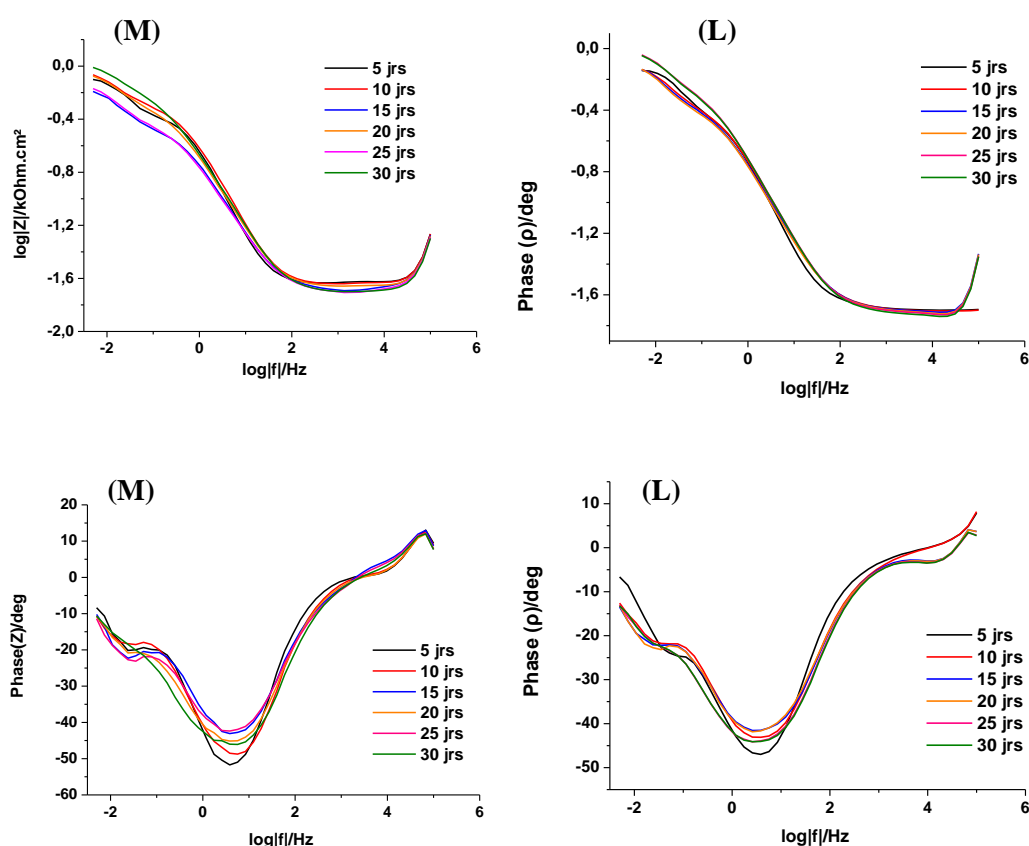 (M)
0,0
-0,4
-0,8
-1,2
-1,6
-2,0
-2
0
2
4
6
log|Z|/kOhm.cm²
log|f|/Hz
5 jrs
10 jrs
15 jrs
20 jrs
25 jrs
30 jrs
(L)
0,0
-0,4
-0,8
-1,2
-1,6
-2
0
2
4
6
Phase (ρ)/deg
log|f|/Hz
5 jrs
10 jrs
15 jrs
20 jrs
25 jrs
30 jrs
(M)
20
10
0
-10
-20
-30
-40
-50
-60
-2
0
2
4
6
Phase(Z)/deg
log|f|/Hz
5 jrs
10 jrs
15 jrs
20 jrs
25 jrs
30 jrs
(L)
10
0
-10
-20
-30
-40
-50
-2
0
2
4
6
Phase (ρ)/deg
log|f|/Hz
5 jrs
10 jrs
15 jrs
20 jrs
25 jrs
30 jrs